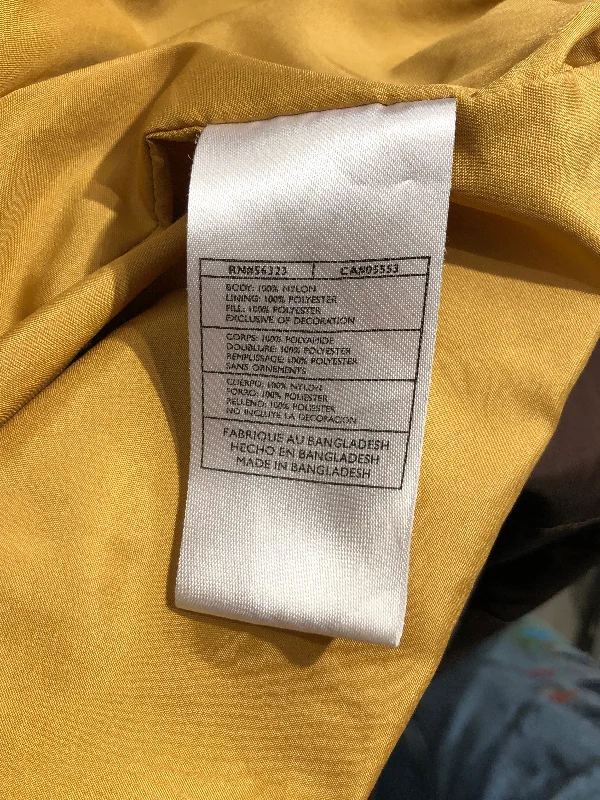 RN#56323 CA#05553
BODY: 100% NYLON
LINING: 100% POLYESTER
FILL: 100% POLYESTER
EXCLUSIVE OF DECORATION
CORPS: 100% POLYAMIDE
DOUBLURE: 100% POLYESTER
REMPLISSAGE: 100% POLYESTER
SANS ORNEMENTS
CUERPO: 100% NYLON
FORRO: 100% POLIESTER
RELLENO: 100% POLIESTER
NO INCLUYE LA DECORACION
FABRIQUE AU BANGLADESH
HECHO EN BANGLADESH
MADE IN BANGLADESH